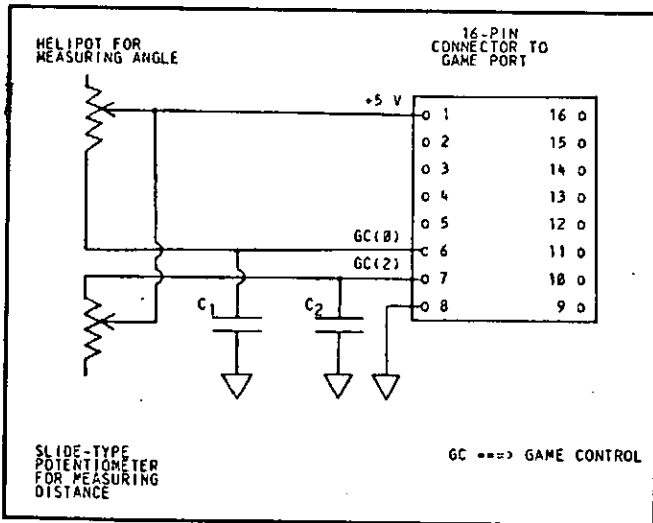 HELIPOT FOR
MEASURING ANGLE
16-PIN
CONNECTOR TO
GAME PORT
+5 V
1 16
2 15
3 14
4 13
5 12
GC(0) 6 11
GC(2) 7 10
8 9
C1 C2
SLIDE-TYPE
POTENTIOMETER
FOR MEASURING
DISTANCE
GC ===> GAME CONTROL